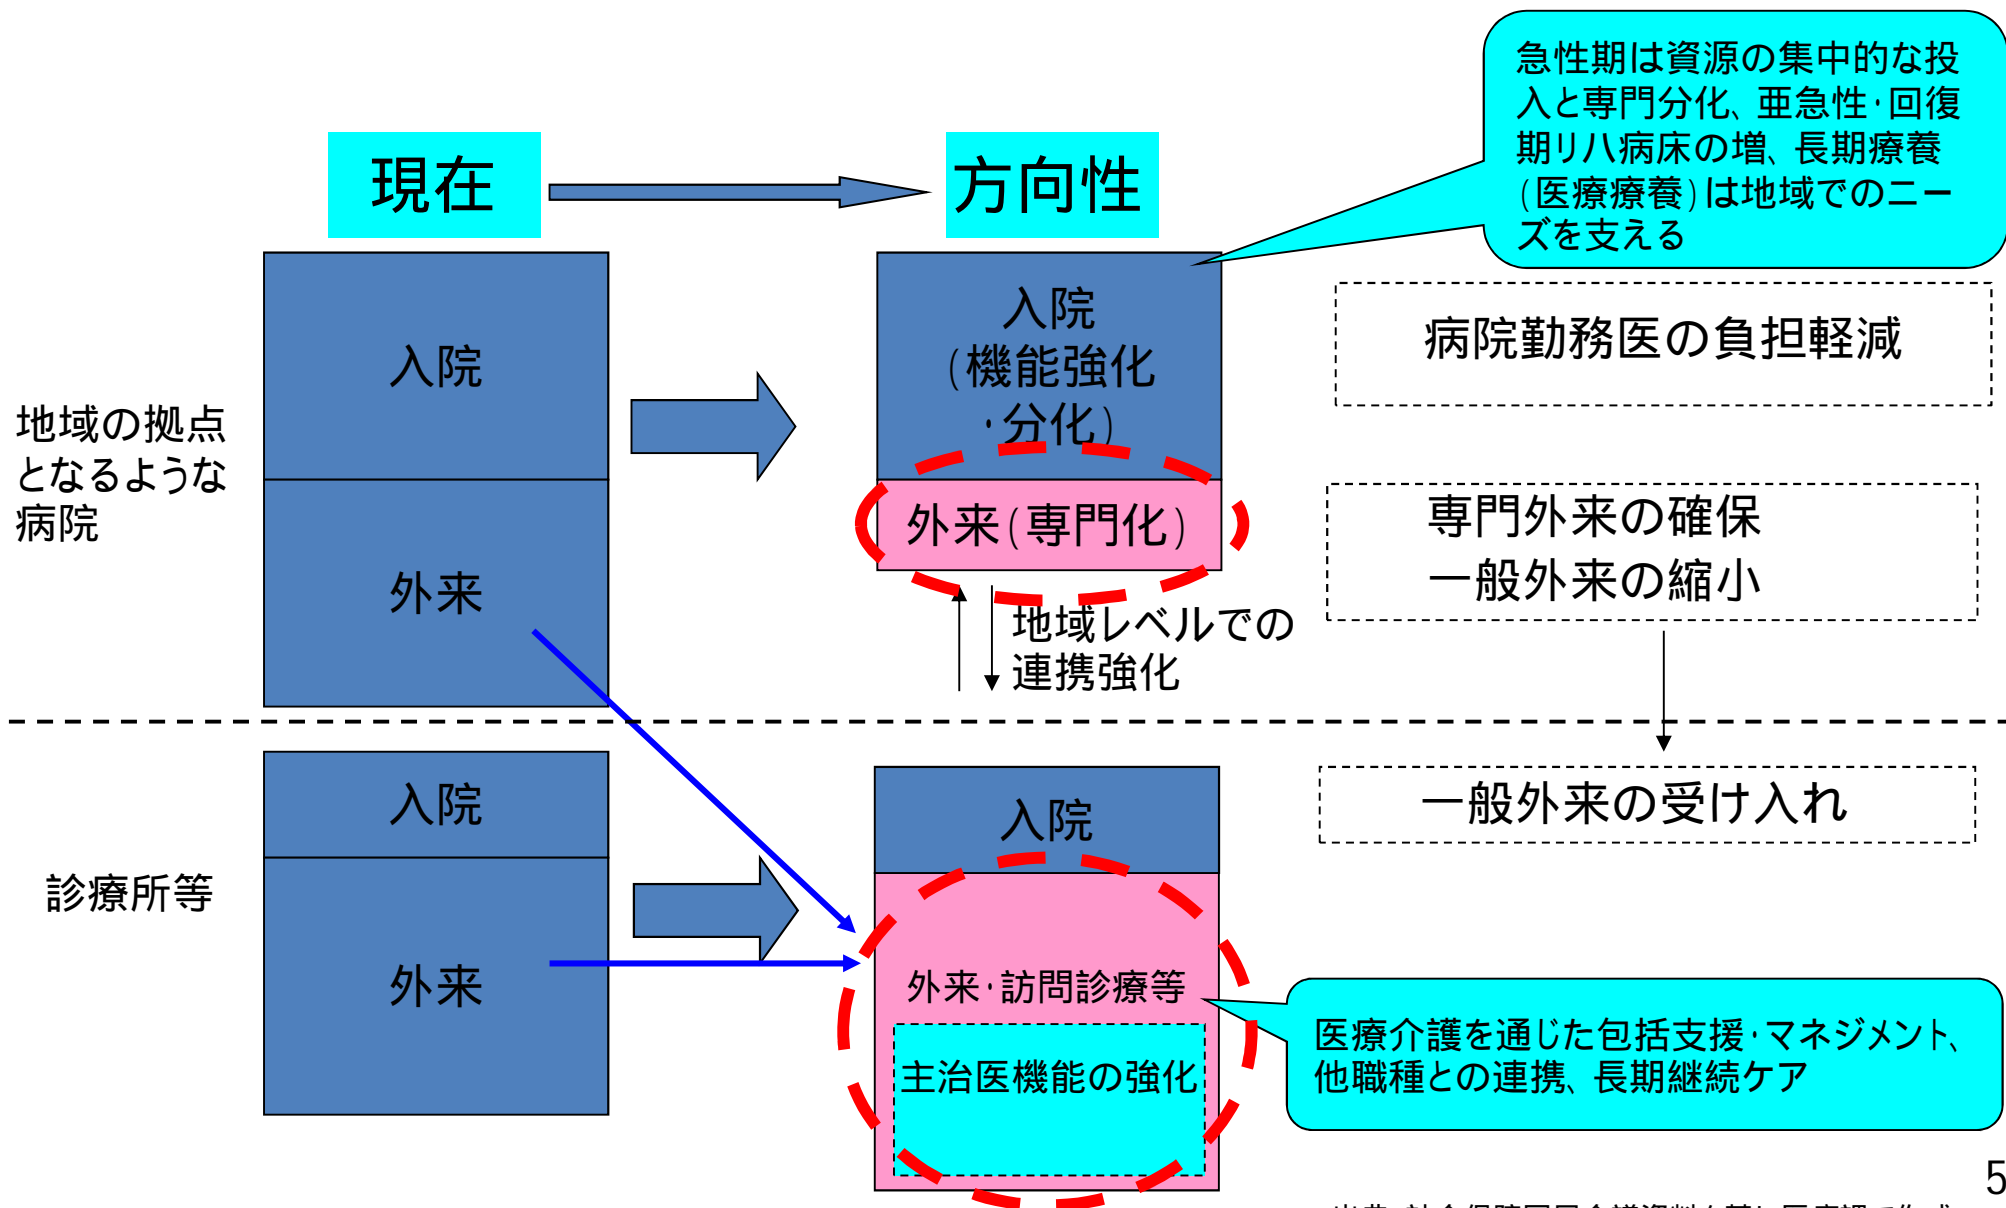 急性期は資源の集中的な投
入と専門分化、亜急性・回復
期リハ病床の増、長期療養
(医療療養)は地域でのニー
ズを支える
現在
方向性
地域の拠点
となるような
病院
入院
外来
入院
(機能強化
・分化)
外来(専門化)
病院勤務医の負担軽減
専門外来の確保
一般外来の縮小
地域レベルでの
連携強化
診療所等
入院
外来
入院
外来・訪問診療等
主治医機能の強化
一般外来の受け入れ
医療介護を通じた包括支援・マネジメント、
他職種との連携、長期継続ケア
5